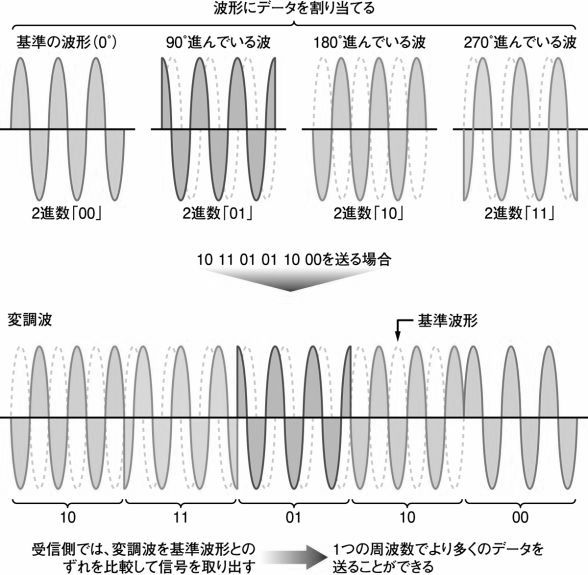 波形にデータを割り当てる
基準の波形(0°)
90°進んでいる波
180°進んでいる波
270°進んでいる波
2進数「00」
2進数「01」
2進数「10」
2進数「11」
10 11 01 01 10 00を送る場合
変調波
基準波形
10
11
01
10
00
受信側では、変調波を基準波形との
ずれを比較して信号を取り出す
1つの周波数でより多くのデータを
送ることができる